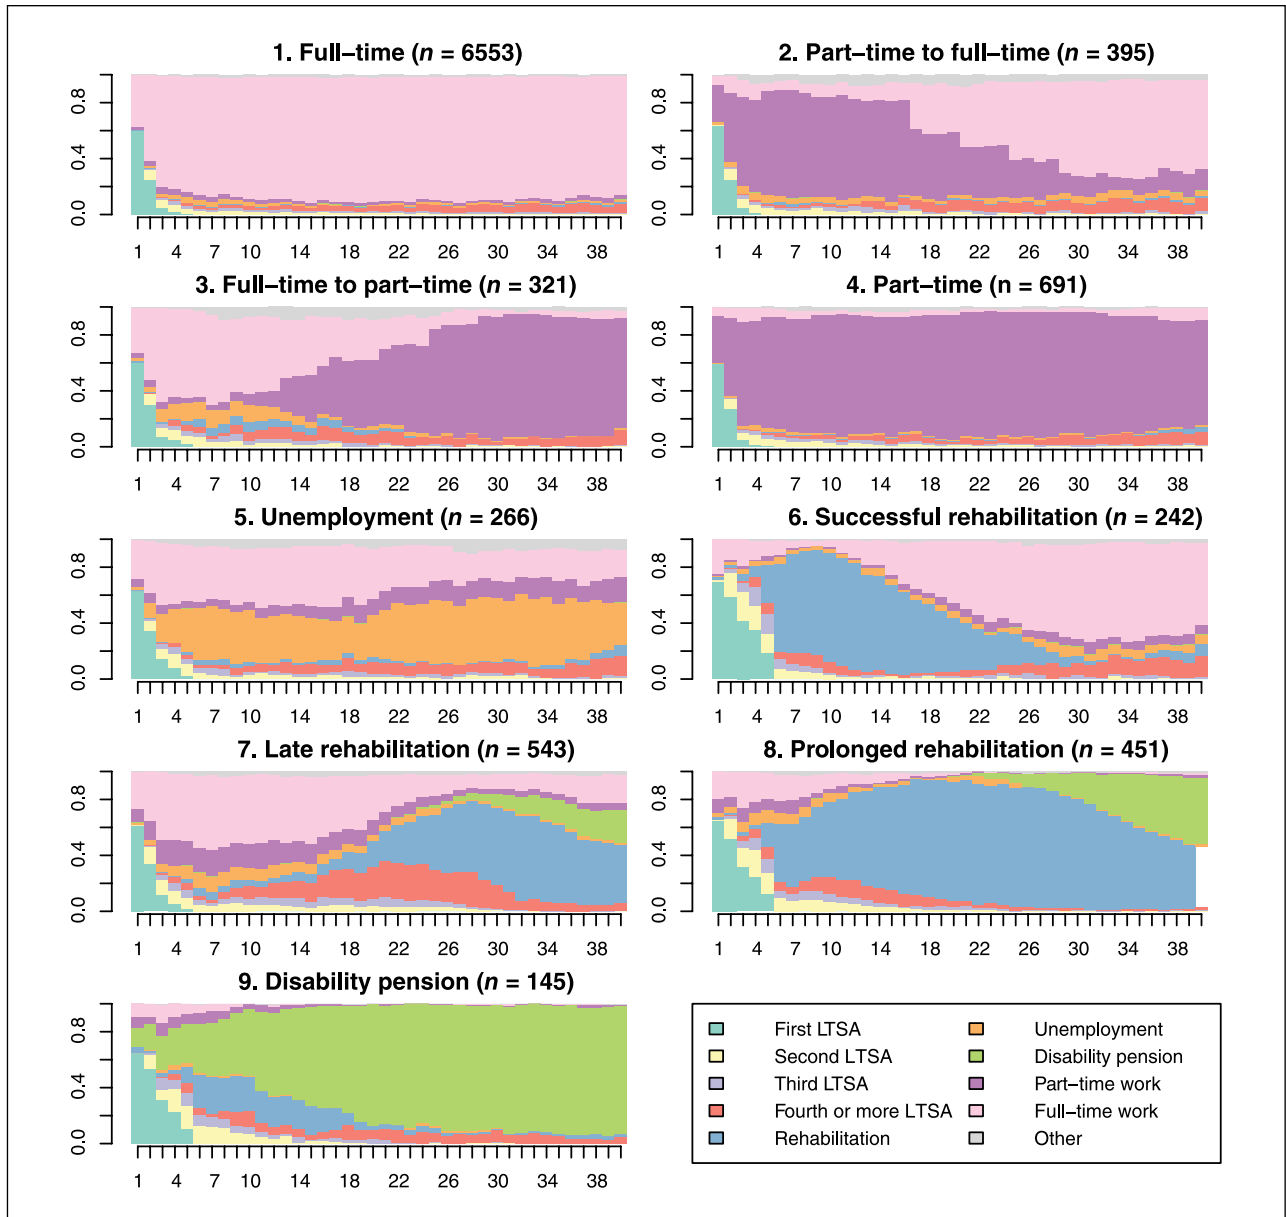 1. Full–time (n = 6553)
0.0 0.4 0.8
1 4 7 10 14 18 22 26 30 34 38
2. Part–time to full–time (n = 395)
0.0 0.4 0.8
1 4 7 10 14 18 22 26 30 34 38
3. Full–time to part–time (n = 321)
0.0 0.4 0.8
1 4 7 10 14 18 22 26 30 34 38
4. Part–time (n = 691)
0.0 0.4 0.8
1 4 7 10 14 18 22 26 30 34 38
5. Unemployment (n = 266)
0.0 0.4 0.8
1 4 7 10 14 18 22 26 30 34 38
6. Successful rehabilitation (n = 242)
0.0 0.4 0.8
1 4 7 10 14 18 22 26 30 34 38
7. Late rehabilitation (n = 543)
0.0 0.4 0.8
1 4 7 10 14 18 22 26 30 34 38
8. Prolonged rehabilitation (n = 451)
0.0 0.4 0.8
1 4 7 10 14 18 22 26 30 34 38
9. Disability pension (n = 145)
0.0 0.4 0.8
1 4 7 10 14 18 22 26 30 34 38
First LTSA
Second LTSA
Third LTSA
Fourth or more LTSA
Rehabilitation
Unemployment
Disability pension
Part–time work
Full–time work
Other